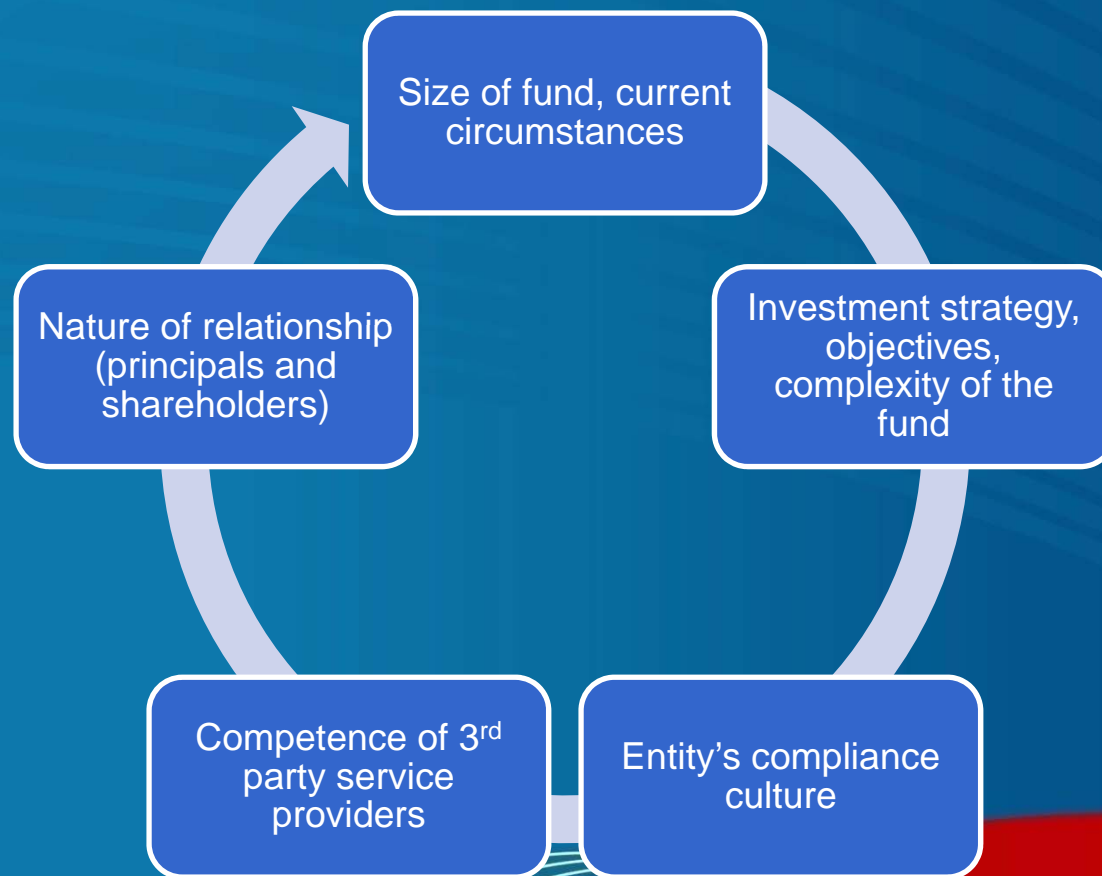 Size of fund, current
circumstances
Investment strategy,
objectives,
complexity of the
fund
Entity’s compliance
culture
Competence of 3rd
party service
providers
Nature of relationship
(principals and
shareholders)